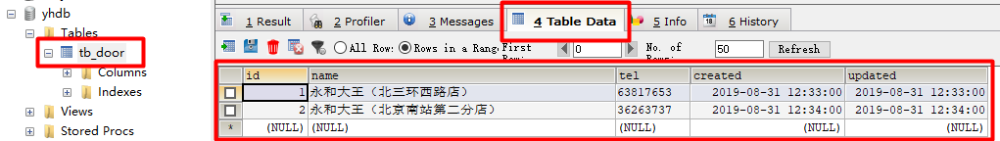 yhdb
Tables
tb_door
Columns
Indexes
Views
Stored Procs
1 Result
2 Profiler
3 Messages
4 Table Data
5 Info
6 History
All Row:
Rows in a Rang
First
0
No. of
50
Refresh
id name tel created updated
1 永和大王（北三环西路店） 63817653 2019-08-31 12:33:00 2019-08-31 12:33:00
2 永和大王（北京南站第二分店） 36263737 2019-08-31 12:34:00 2019-08-31 12:34:00
* (NULL) (NULL) (NULL) (NULL) (NULL)